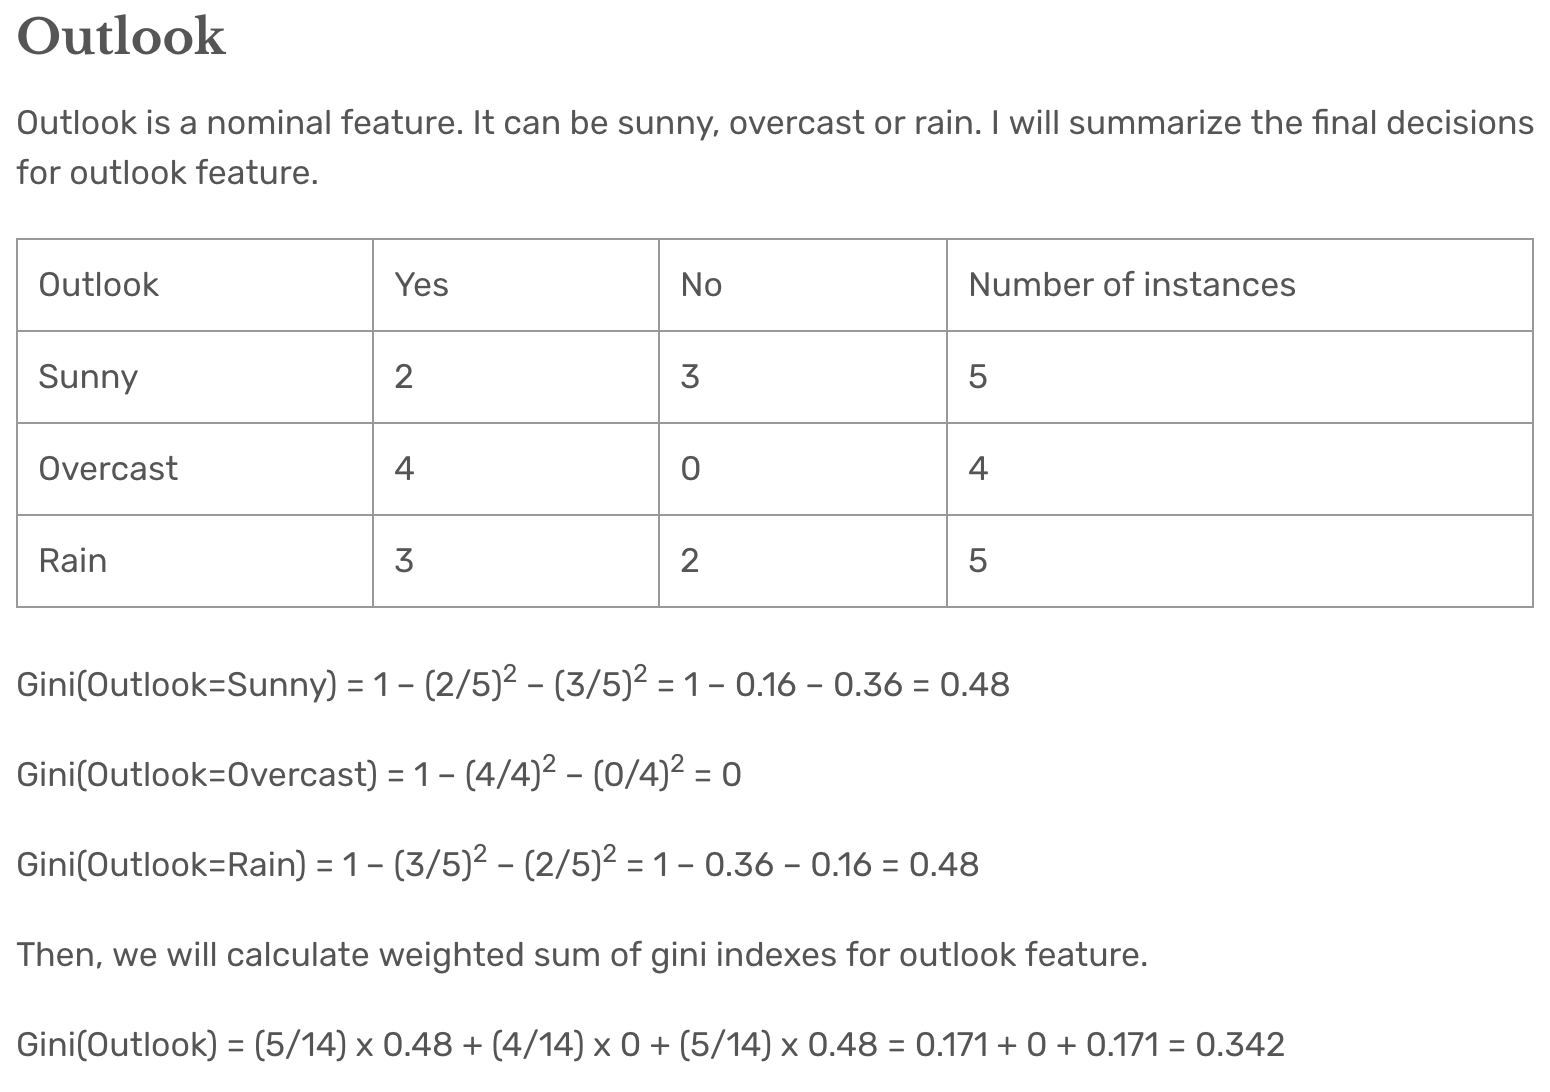 Outlook
Outlook is a nominal feature. It can be sunny, overcast or rain. I will summarize the final decisions
for outlook feature.
Outlook Yes No Number of instances
Sunny 2 3 5
Overcast 4 0 4
Rain 3 2 5
Gini(Outlook=Sunny) = 1 – (2/5)² – (3/5)² = 1 – 0.16 – 0.36 = 0.48
Gini(Outlook=Overcast) = 1 – (4/4)² – (0/4)² = 0
Gini(Outlook=Rain) = 1 – (3/5)² – (2/5)² = 1 – 0.36 – 0.16 = 0.48
Then, we will calculate weighted sum of gini indexes for outlook feature.
Gini(Outlook) = (5/14) x 0.48 + (4/14) x 0 + (5/14) x 0.48 = 0.171 + 0 + 0.171 = 0.342